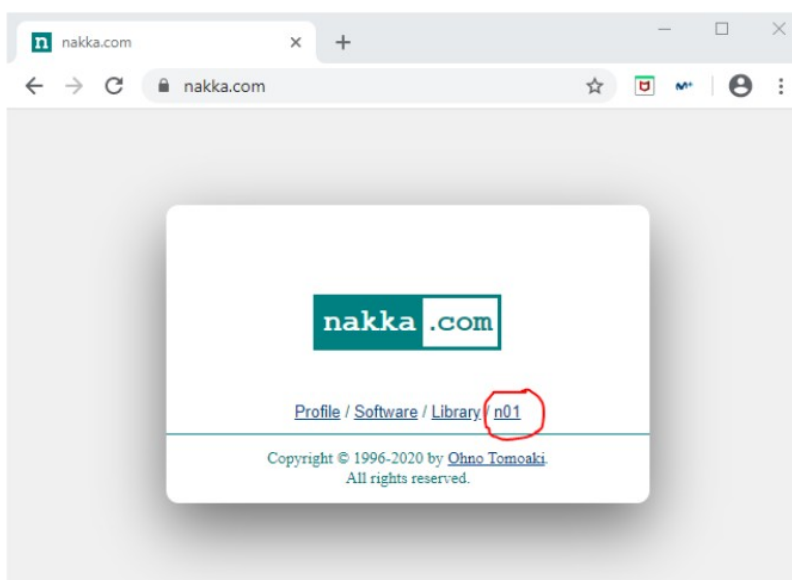 n nakka.com
nakka.com
nakka.com
Profile / Software / Library / n01
Copyright © 1996-2020 by Ohno Tomoaki.
All rights reserved.